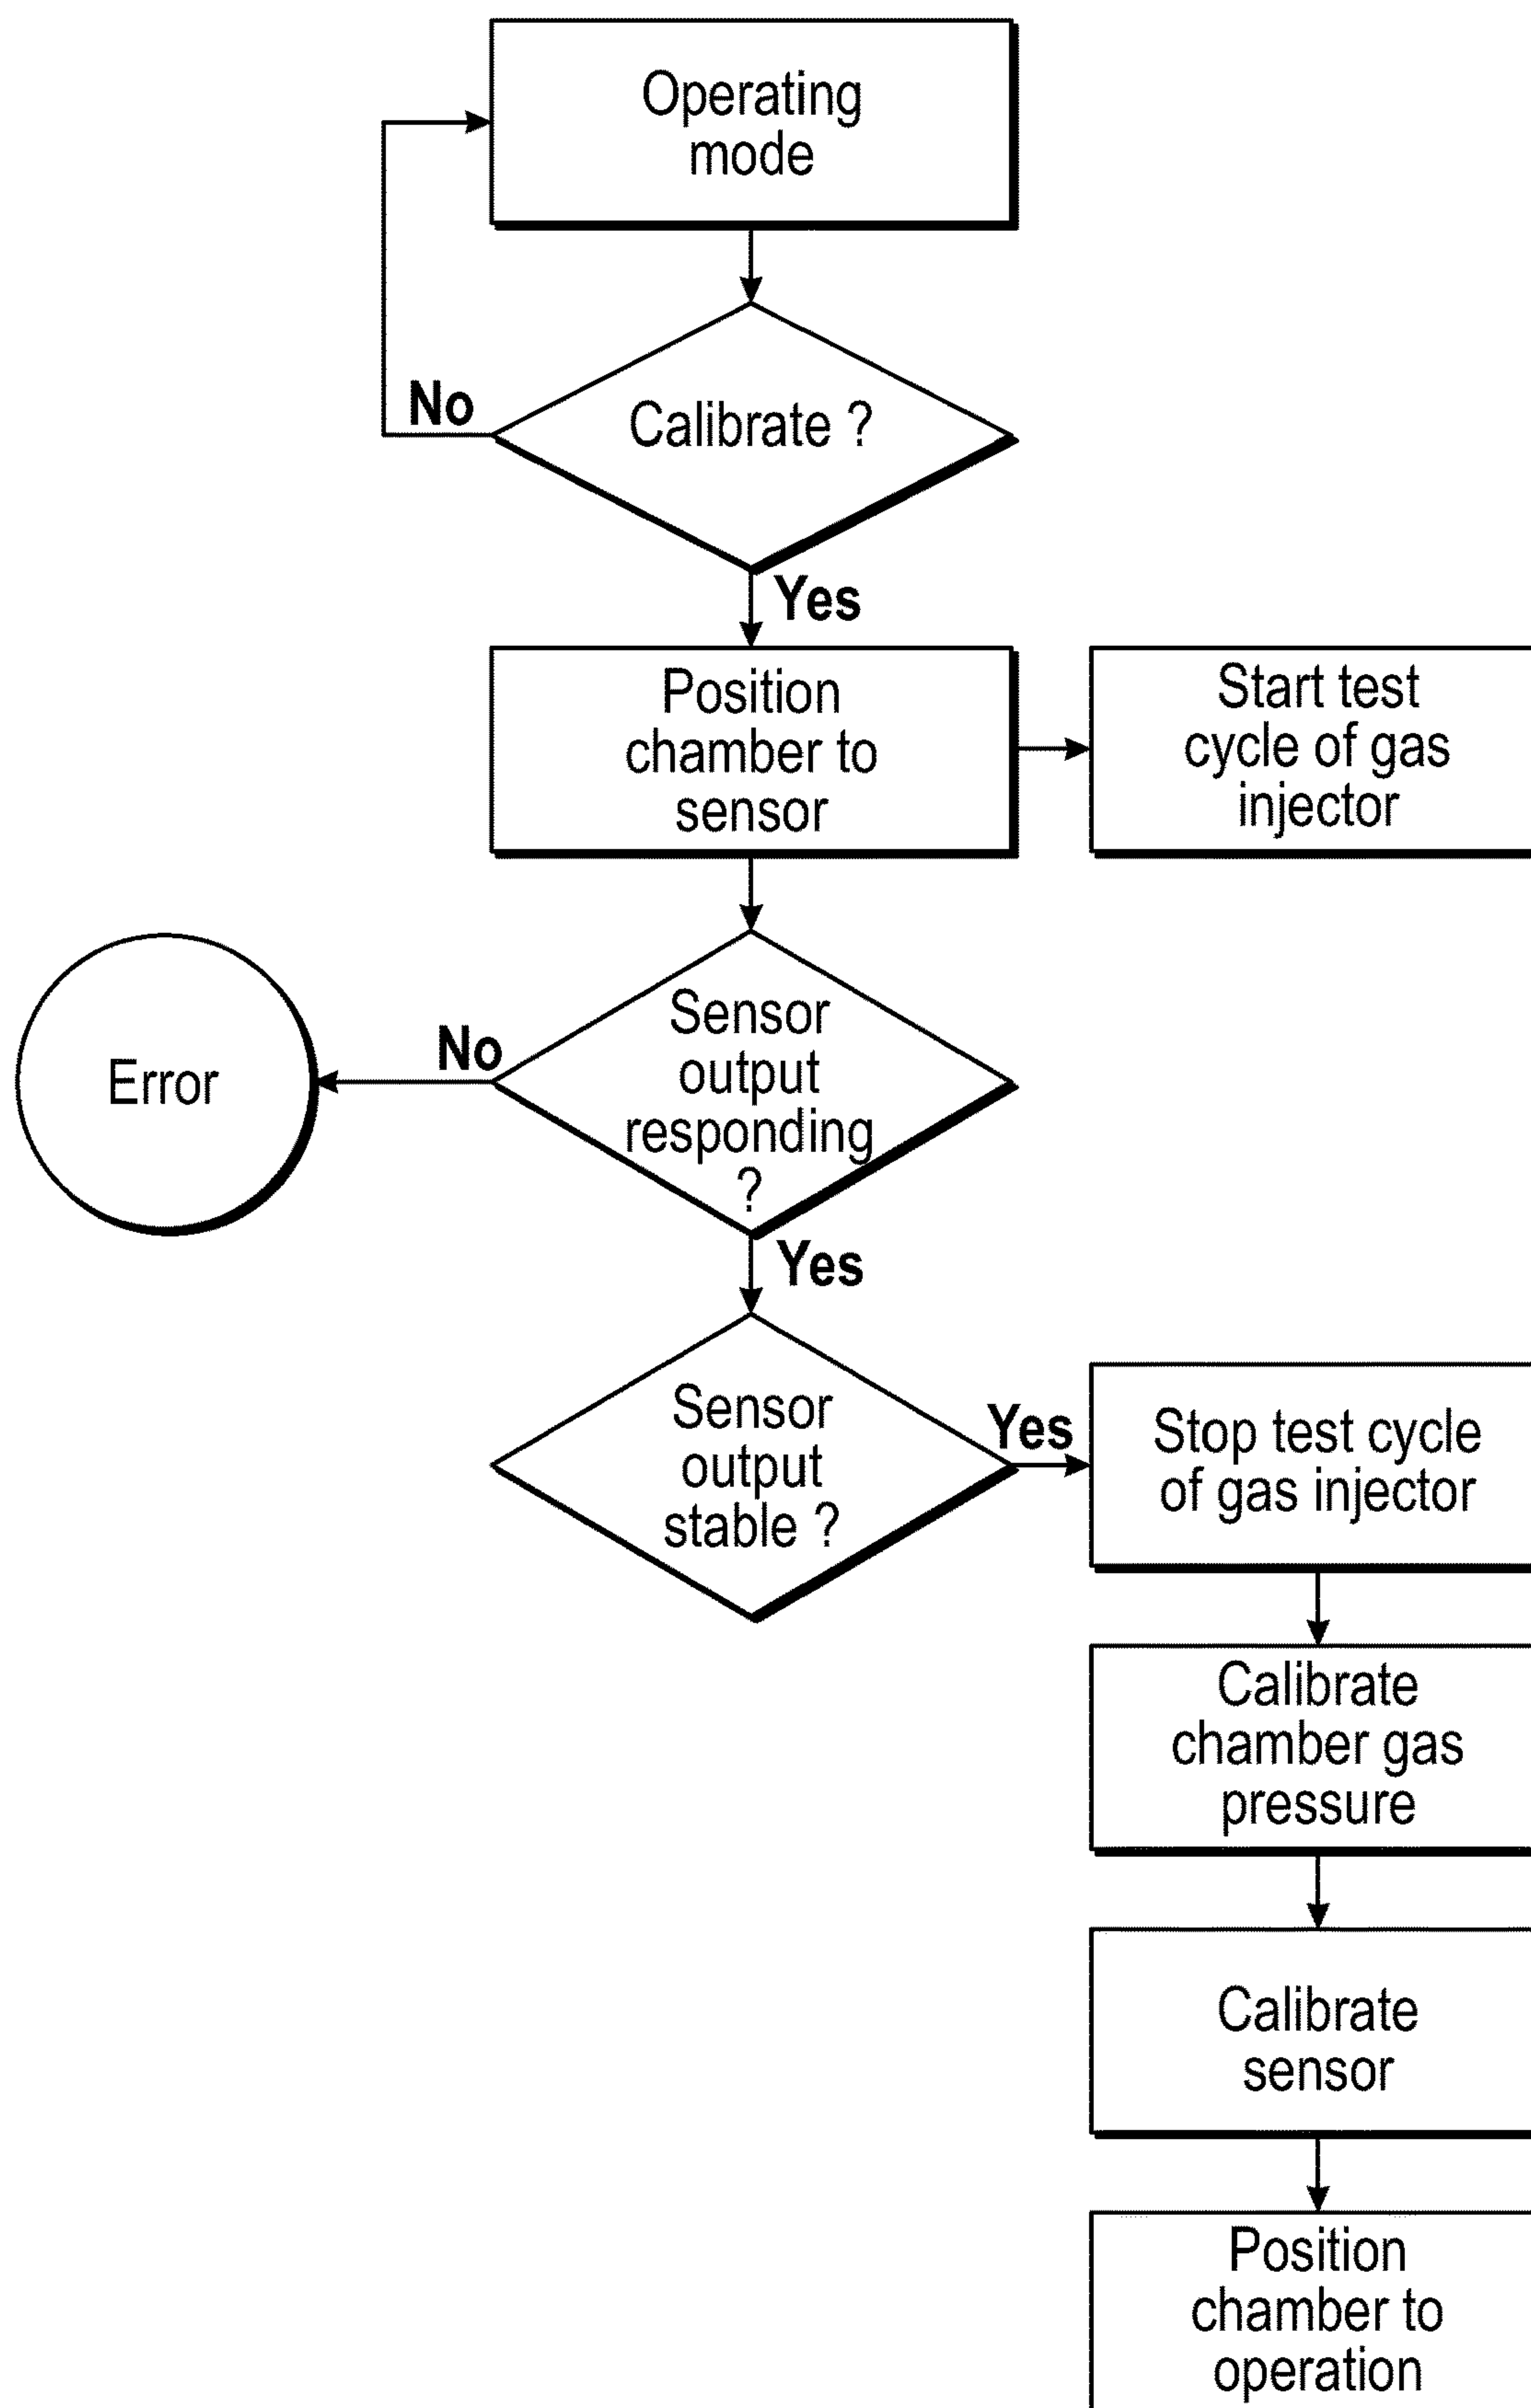 Operating
mode
No
Calibrate ?
Yes
Position
chamber to
sensor
Start test
cycle of gas
injector
Error
No
Sensor
output
responding
?
Yes
Sensor
output
stable ?
Yes
Stop test cycle
of gas injector
Calibrate
chamber gas
pressure
Calibrate
sensor
Position
chamber to
operation